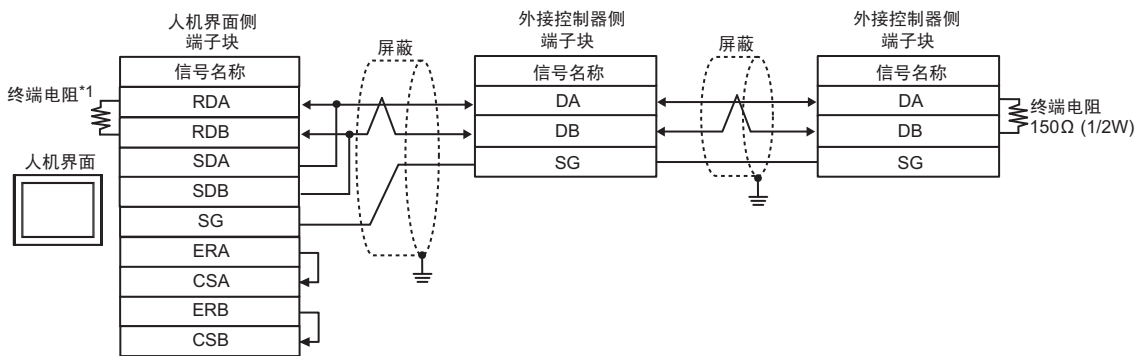 人机界面侧
端子块
信号名称
终端电阻*1
RDA
RDB
SDA
SDB
SG
ERA
CSA
ERB
CSB
人机界面
屏蔽
外接控制器侧
端子块
信号名称
DA
DB
SG
屏蔽
外接控制器侧
端子块
信号名称
DA
DB
SG
终端电阻
150Ω (1/2W)